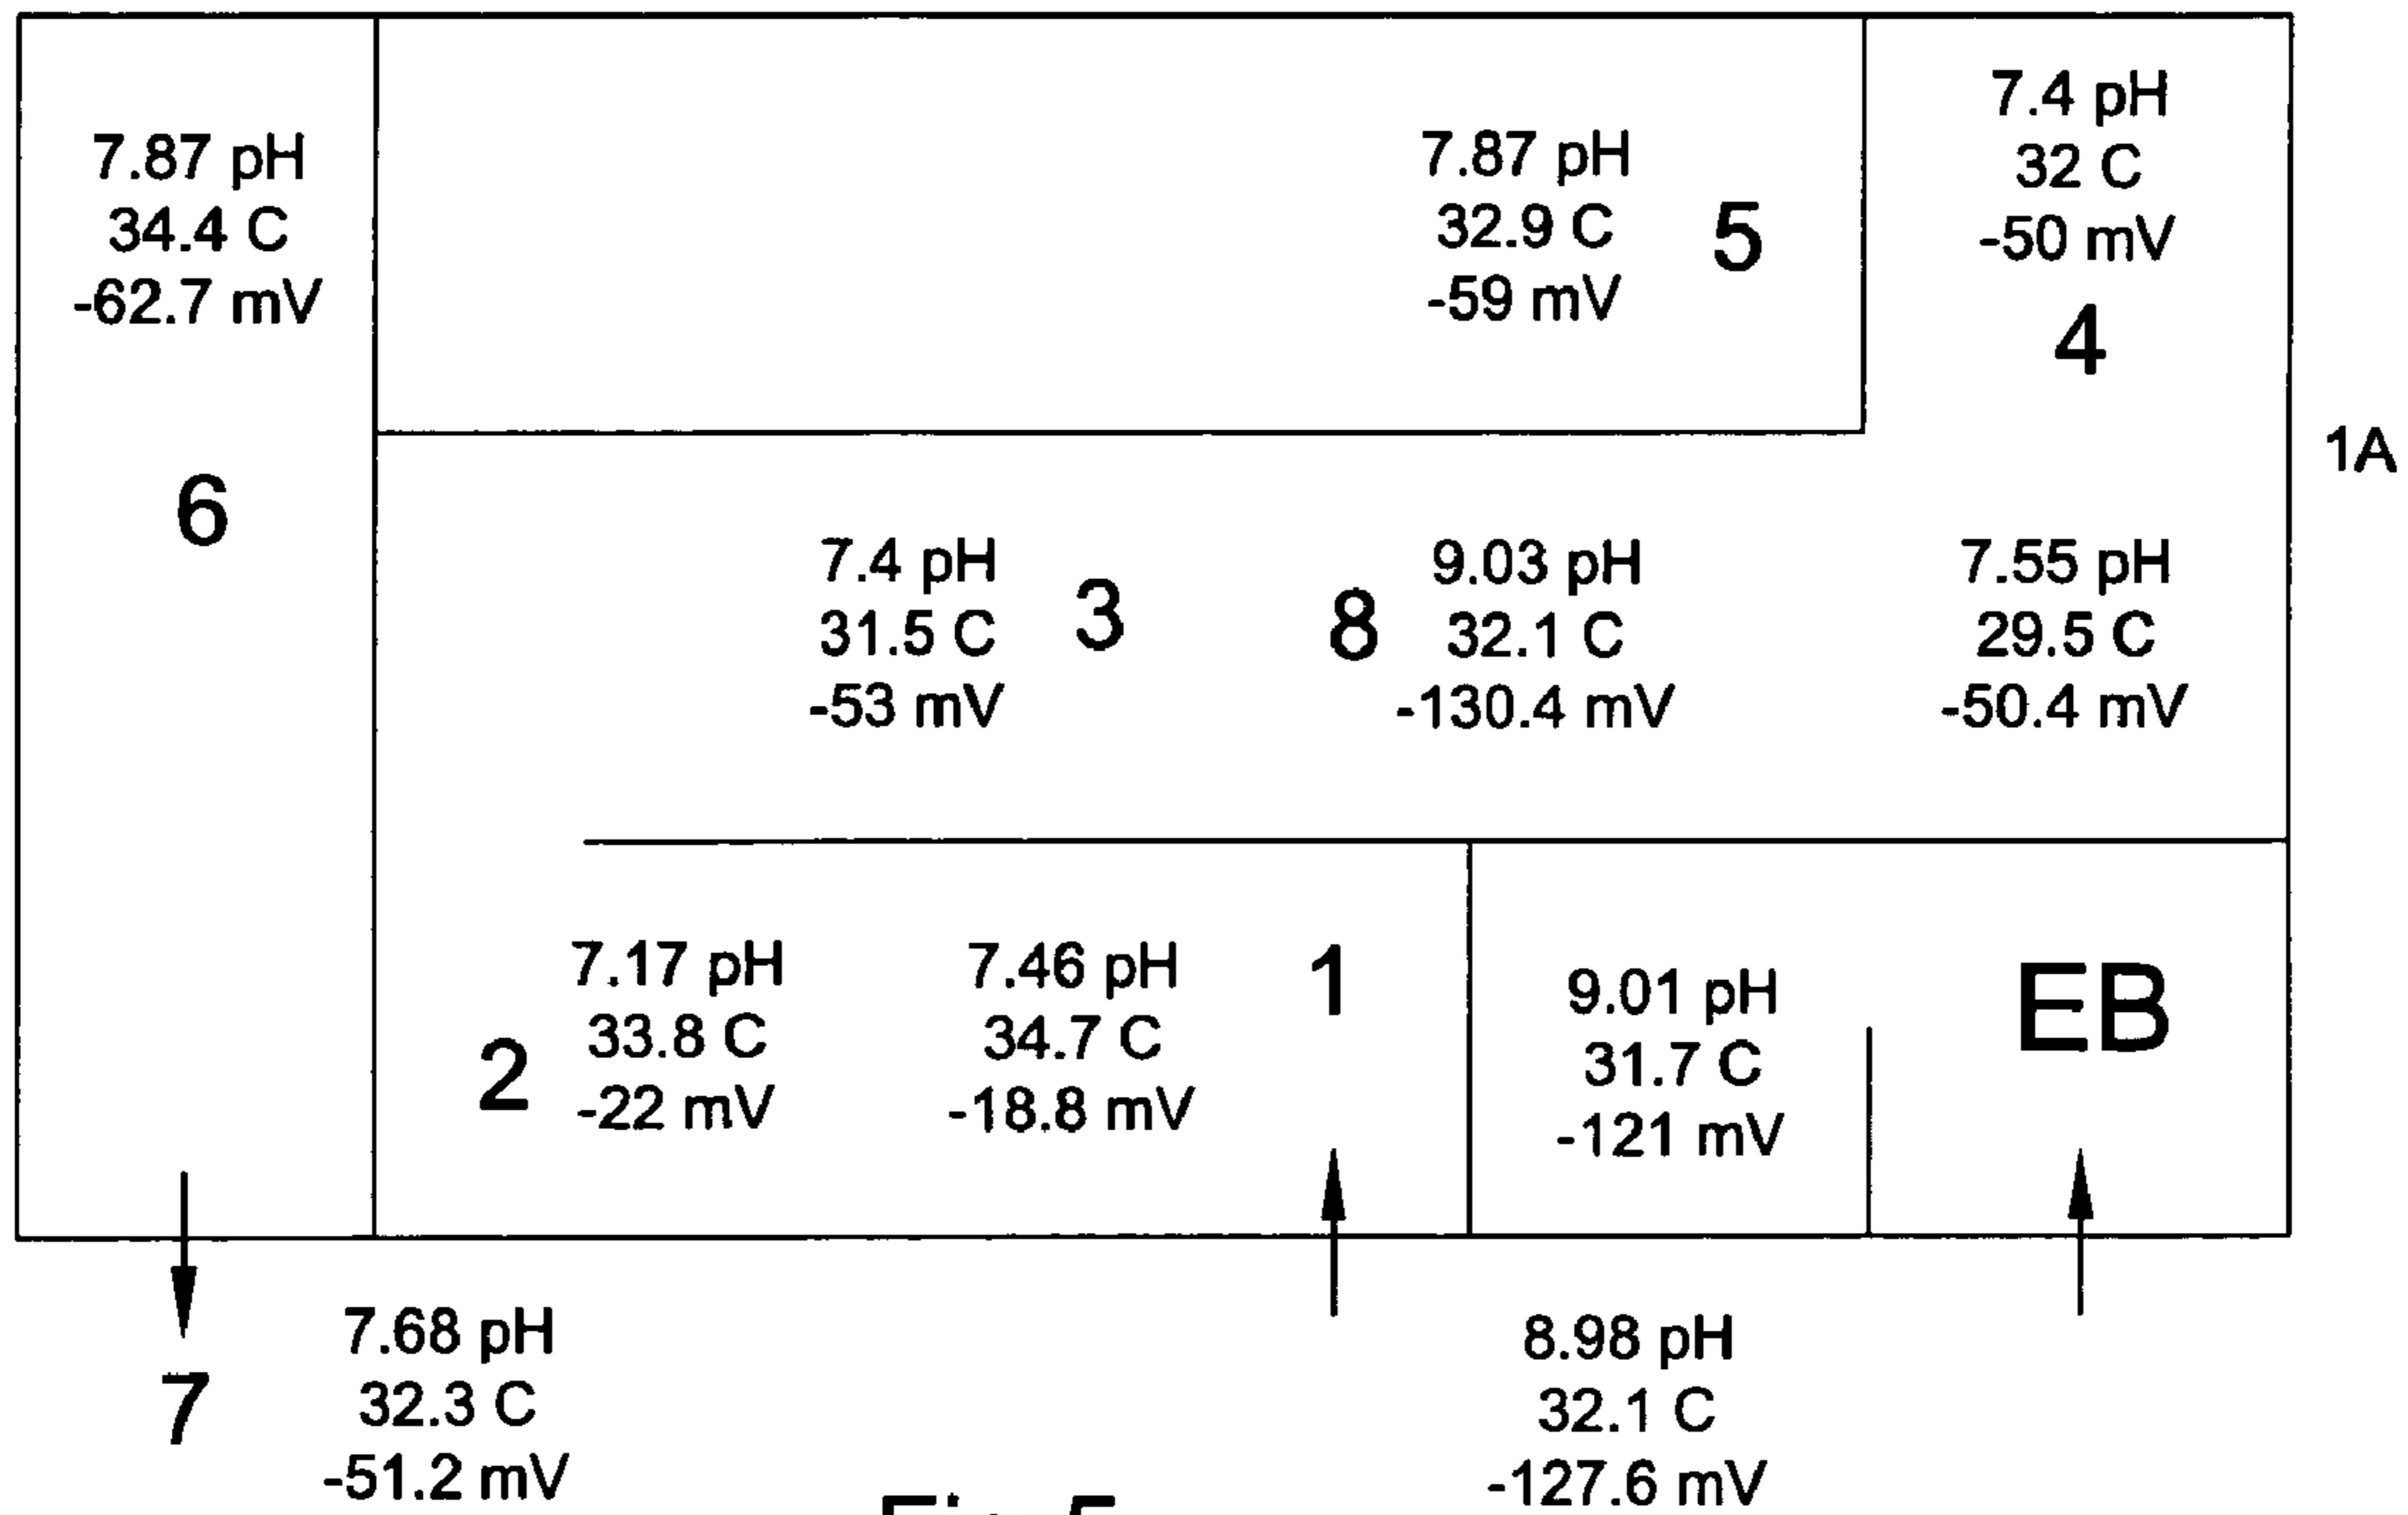 7.87 pH
34.4 C
-62.7 mV
6
7.87 pH
32.9 C
-59 mV
5
7.4 pH
32 C
-50 mV
4
1A
7.4 pH
31.5 C
-53 mV
3
8
9.03 pH
32.1 C
-130.4 mV
7.55 pH
29.5 C
-50.4 mV
2
7.17 pH
33.8 C
-22 mV
7.46 pH
34.7 C
-18.8 mV
1
9.01 pH
31.7 C
-121 mV
EB
7
7.68 pH
32.3 C
-51.2 mV
8.98 pH
32.1 C
-127.6 mV